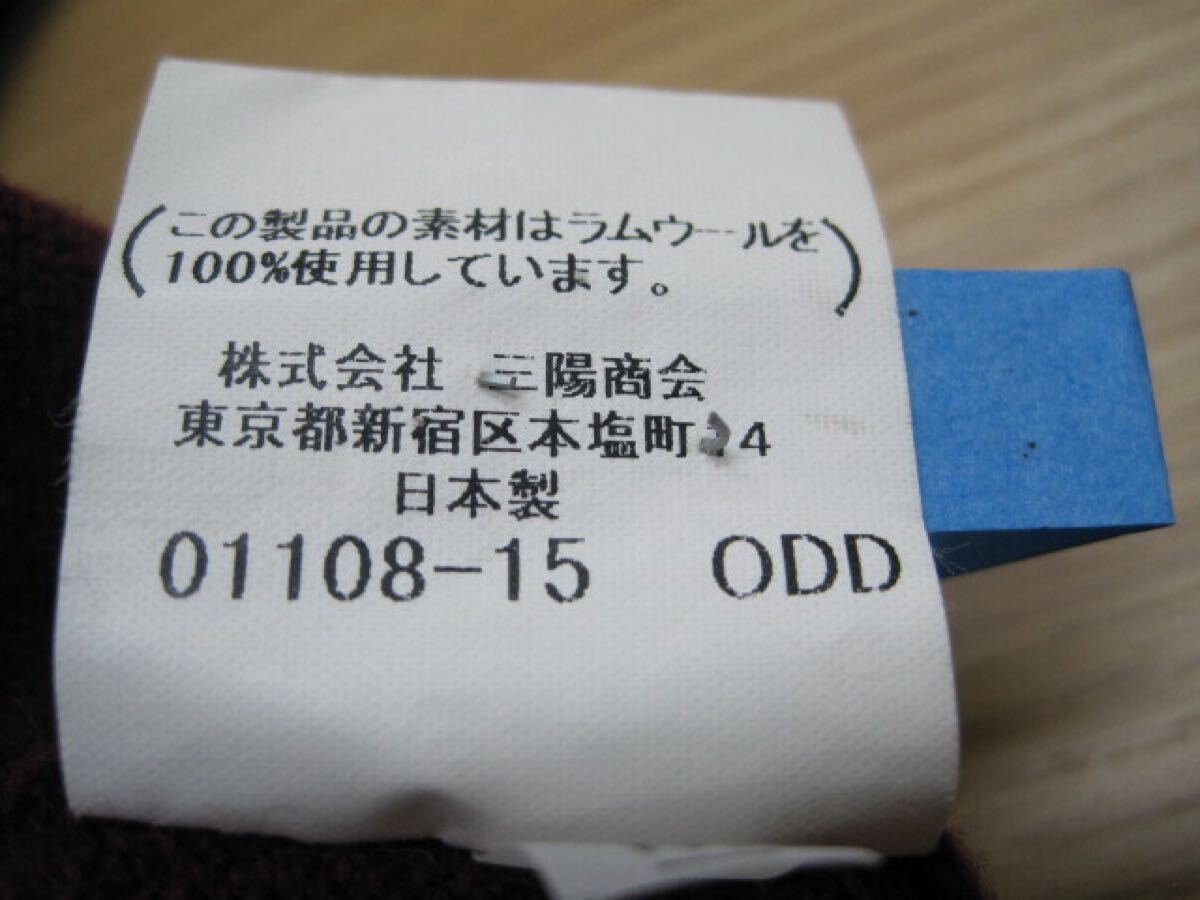 (この製品の素材はラムウールを
100%使用しています。)
株式会社 三陽商会
東京都新宿区本塩町 4
日本製
01108-15 ODD